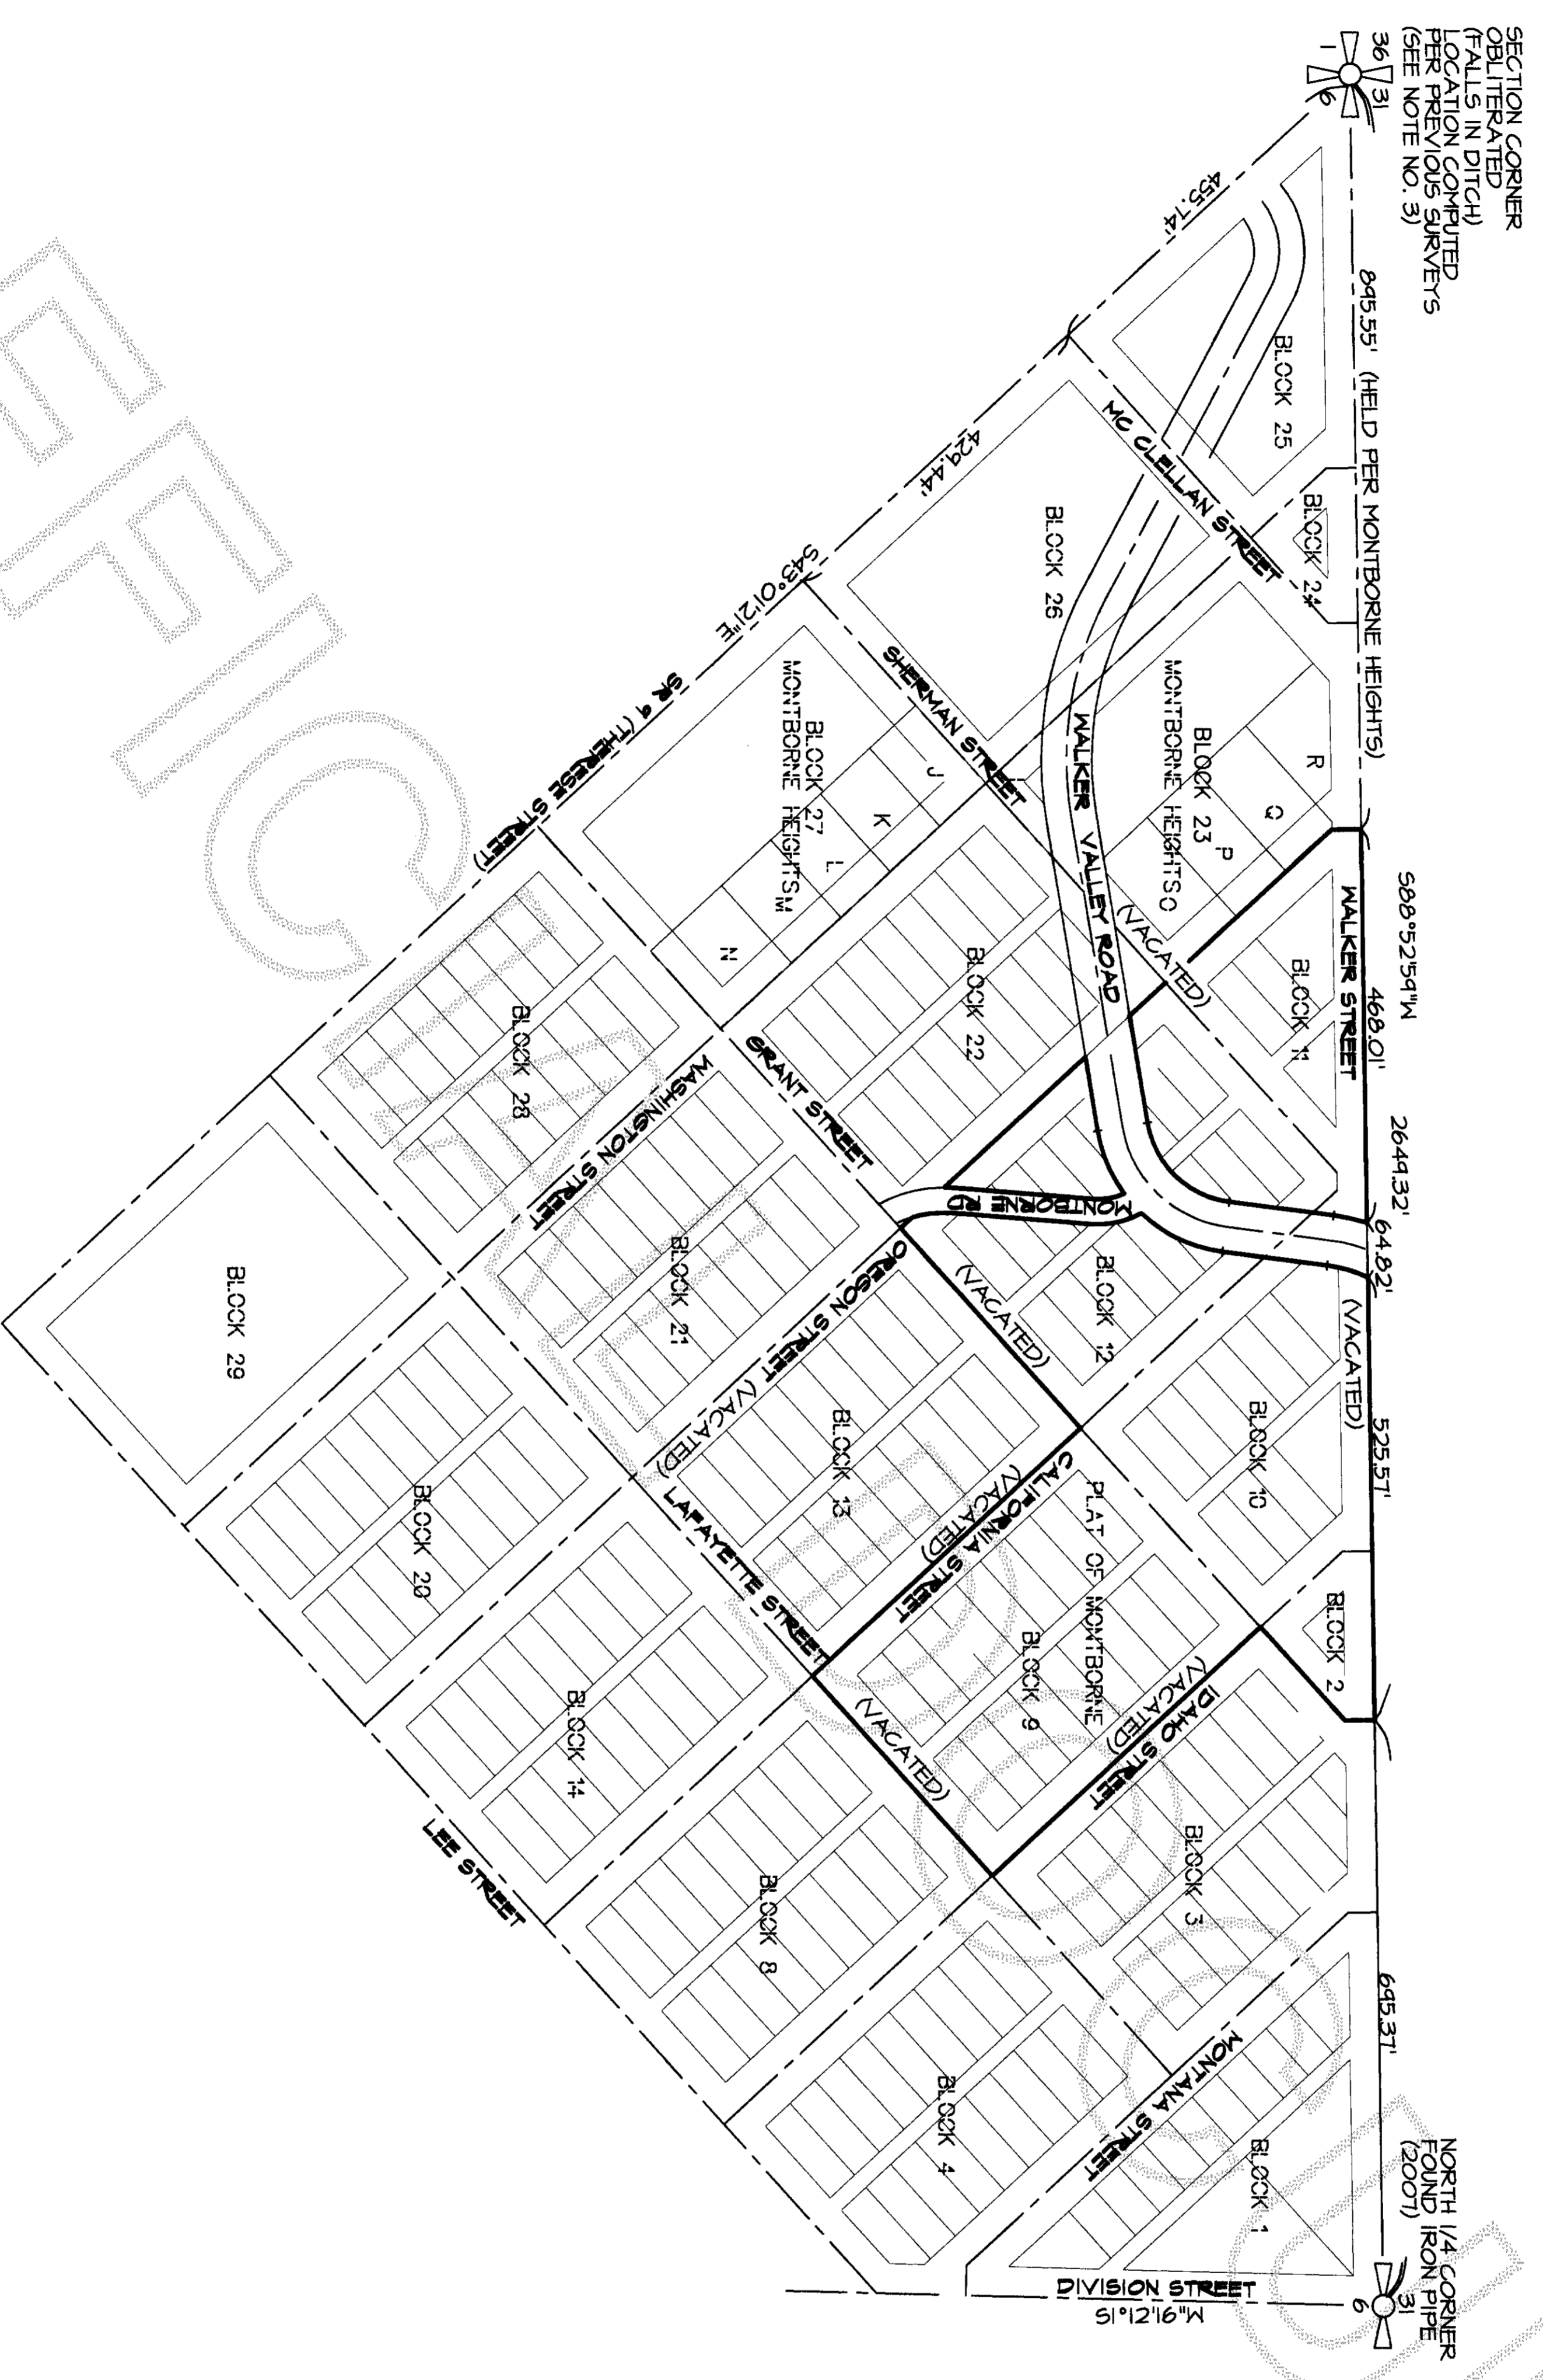 SECTION CORNER
OBLITERATED
(FALLS IN DITCH)
LOCATION COMPUTED
PER PREVIOUS SURVEYS
(SEE NOTE NO. 3)
36 31
1 6
895.55' (HELD PER MONTBORNE HEIGHTS)
S88°52'59"W
468.01'
2649.32'
64.82'
525.57'
695.37'
NORTH 1/4 CORNER
FOUND IRON PIPE
(2007)
31
6
455.74'
429.44'
S43°01'21"E
SR 9 (THERESE STREET)
BLOCK 25
MC CLELLAN STREET
BLOCK 24
BLOCK 26
SHERMAN STREET
WALKER VALLEY ROAD
BLOCK 23
MONTBORNE HEIGHTS
R
Q
P
O
(VACATED)
WALKER STREET
BLOCK 11
BLOCK 27
MONTBORNE HEIGHTS
J
K
L
M
N
BLOCK 22
GRANT STREET
WASHINGTON STREET
BLOCK 28
MONTBORNE RD
BLOCK 12
(VACATED)
(VACATED)
BLOCK 10
OREGON STREET (VACATED)
BLOCK 21
BLOCK 29
BLOCK 13
CALIFORNIA STREET
(VACATED)
LAFAYETTE STREET
PLAT OF MONTBORNE
BLOCK 9
(VACATED)
BLOCK 2
IDAHO STREET
(VACATED)
BLOCK 20
BLOCK 14
LEE STREET
BLOCK 8
BLOCK 3
BLOCK 4
MONTANA STREET
BLOCK 1
DIVISION STREET
S1°12'16"W